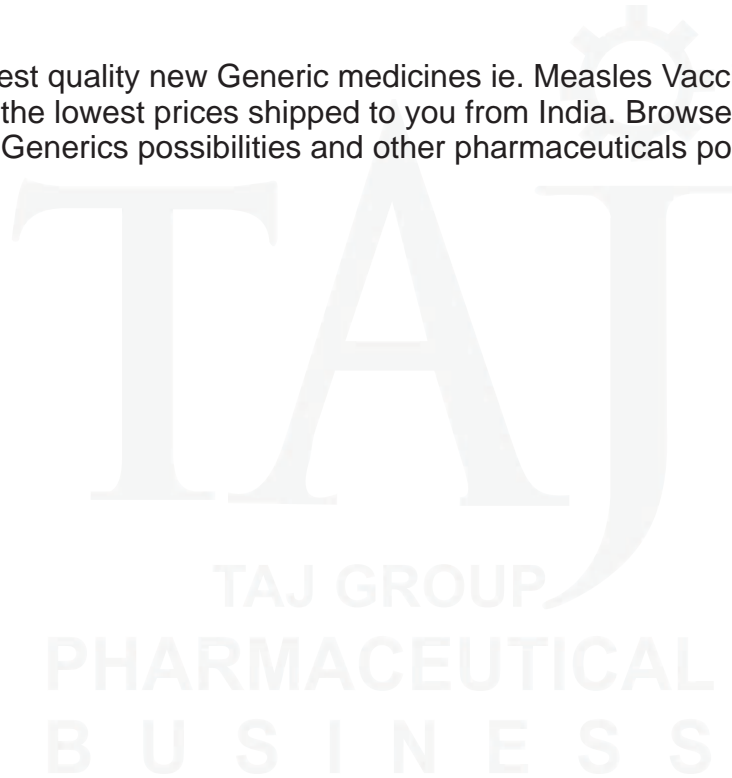 est quality new Generic medicines ie. Measles Vacc
the lowest prices shipped to you from India. Browse
Generics possibilities and other pharmaceuticals po
TAJ
TAJ GROUP
PHARMACEUTICAL
BUSINESS